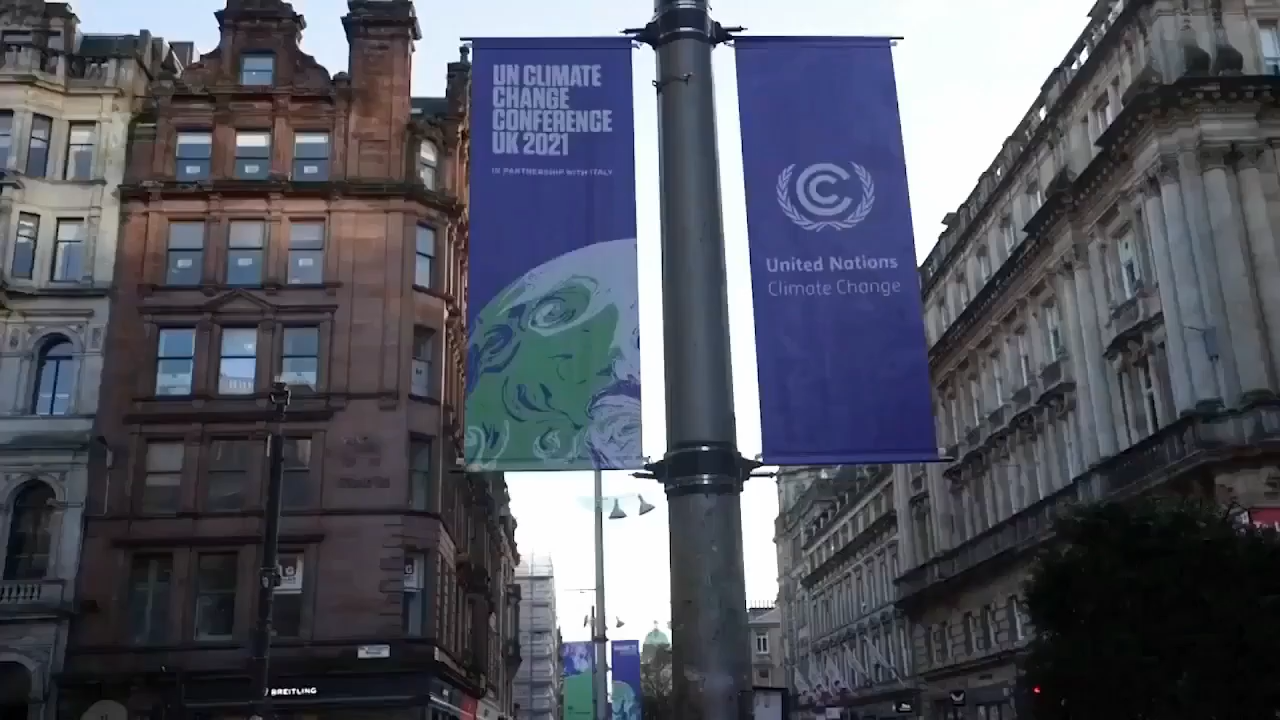 UN CLIMATE
CHANGE
CONFERENCE
UK 2021
IN PARTNERSHIP WITH ITALY
United Nations
Climate Change
BREITLING